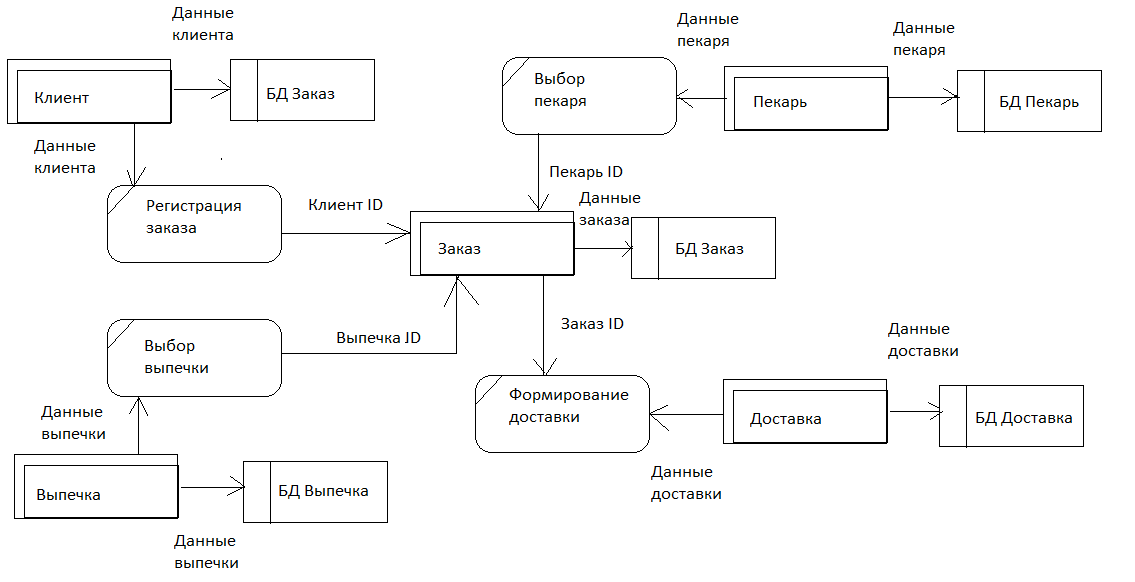 Данные
клиента
Клиент
БД Заказ
Данные
клиента
Регистрация
заказа
Клиент ID
Данные
пекаря
Данные
пекаря
Выбор
пекаря
Пекарь
БД Пекарь
Пекарь ID
Данные
заказа
Заказ
БД Заказ
Выбор
выпечки
Выпечка JD
Заказ ID
Данные
доставки
Формирование
доставки
Доставка
БД Доставка
Данные
доставки
Данные
выпечки
Выпечка
БД Выпечка
Данные
выпечки